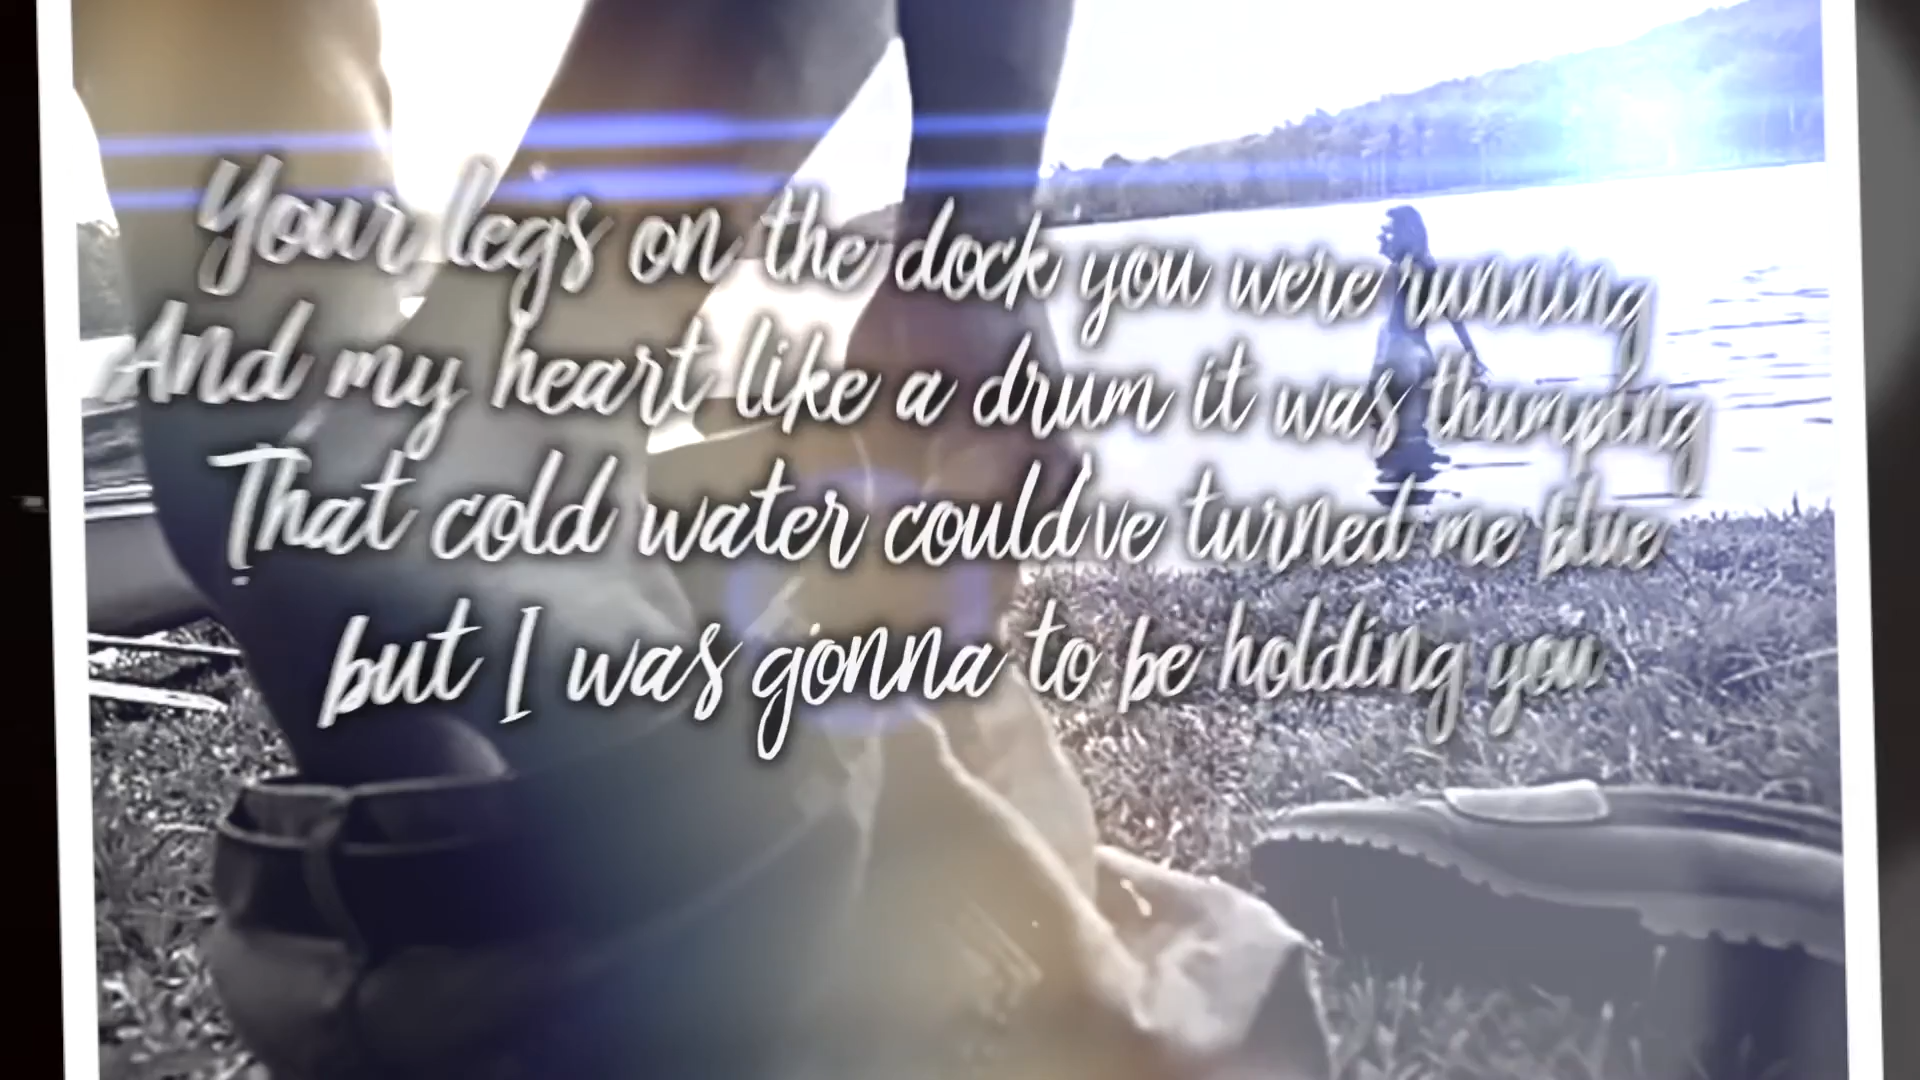 Your legs on the dock you were running
And my heart like a drum it was thumping
That cold water could've turned me blue
but I was gonna to be holding you